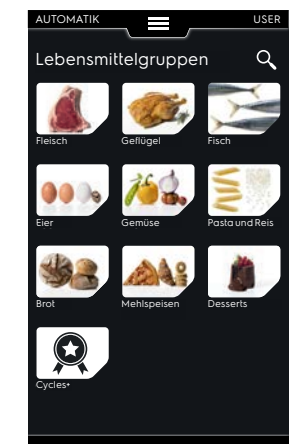 AUTOMATIK USER
Lebensmittelgruppen
Fleisch Geflügel Fisch
Eier Gemüse Pasta und Reis
Brot Mehlspeisen Desserts
Cycles+